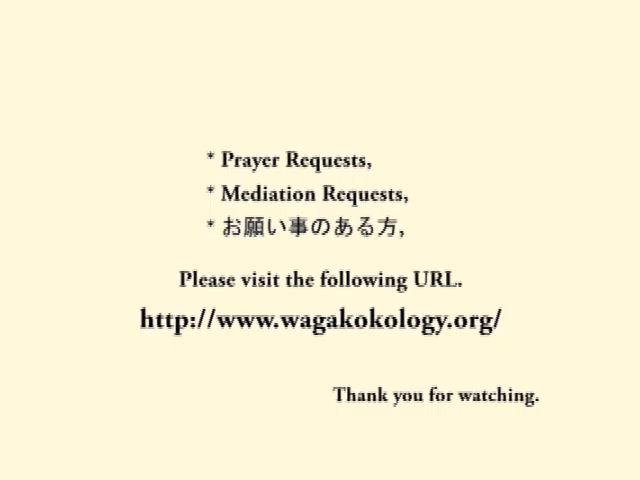 * Prayer Requests,
* Mediation Requests,
* お願い事のある方,
Please visit the following URL.
http://www.wagakokology.org/
Thank you for watching.